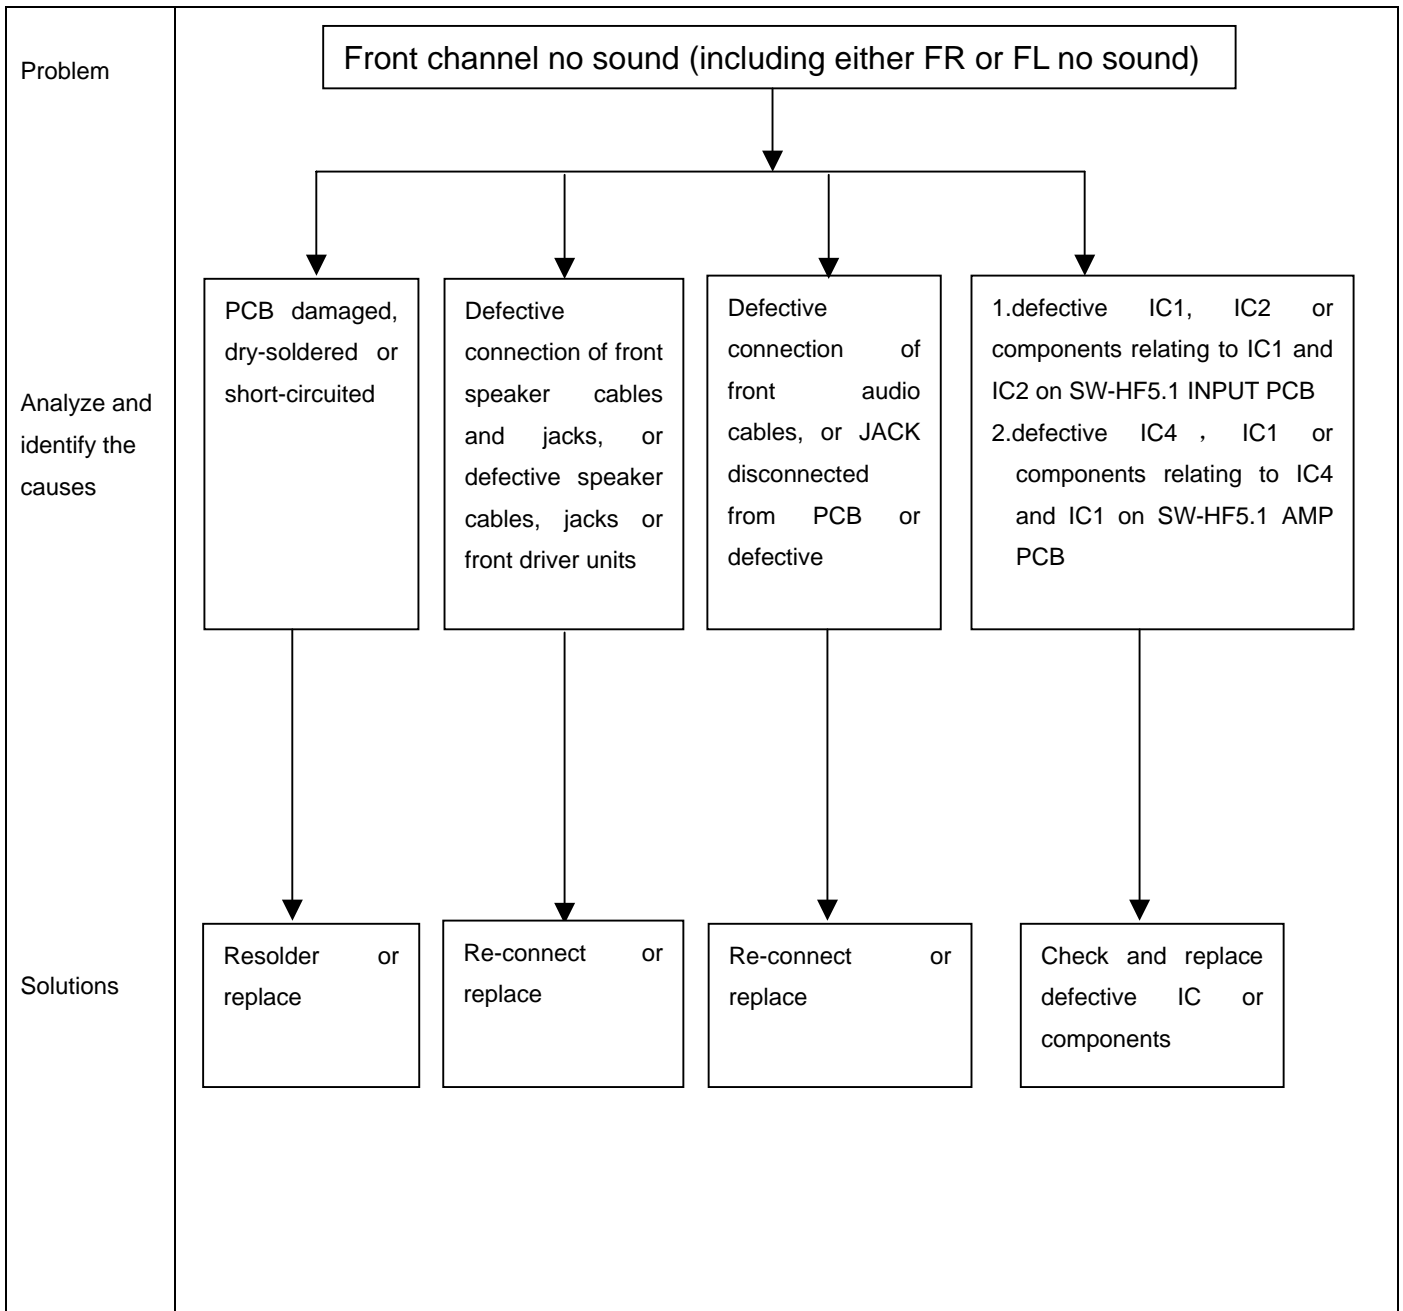 Problem
Front channel no sound (including either FR or FL no sound)
Analyze and
identify the
causes
PCB damaged,
dry-soldered or
short-circuited
Defective
connection of front
speaker cables
and jacks, or
defective speaker
cables, jacks or
front driver units
Defective
connection of
front audio
cables, or JACK
disconnected
from PCB or
defective
1.defective IC1, IC2 or
components relating to IC1 and
IC2 on SW-HF5.1 INPUT PCB
2.defective IC4 ， IC1 or
components relating to IC4
and IC1 on SW-HF5.1 AMP
PCB
Solutions
Resolder or
replace
Re-connect or
replace
Re-connect or
replace
Check and replace
defective IC or
components